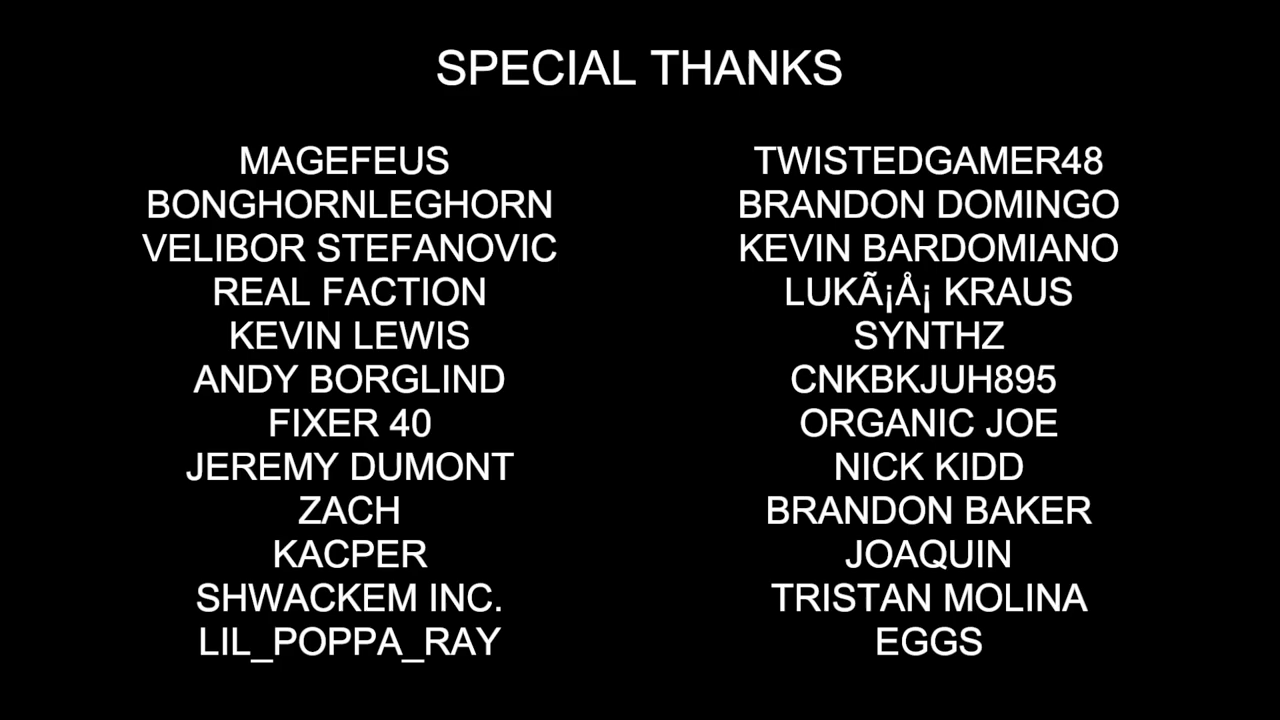 SPECIAL THANKS
MAGEFEUS
BONGHORNLEGHORN
VELIBOR STEFANOVIC
REAL FACTION
KEVIN LEWIS
ANDY BORGLIND
FIXER 40
JEREMY DUMONT
ZACH
KACPER
SHWACKEM INC.
LIL_POPPA_RAY
TWISTEDGAMER48
BRANDON DOMINGO
KEVIN BARDOMIANO
LUKÃ¡Å¡ KRAUS
SYNTHZ
CNKBKJUH895
ORGANIC JOE
NICK KIDD
BRANDON BAKER
JOAQUIN
TRISTAN MOLINA
EGGS